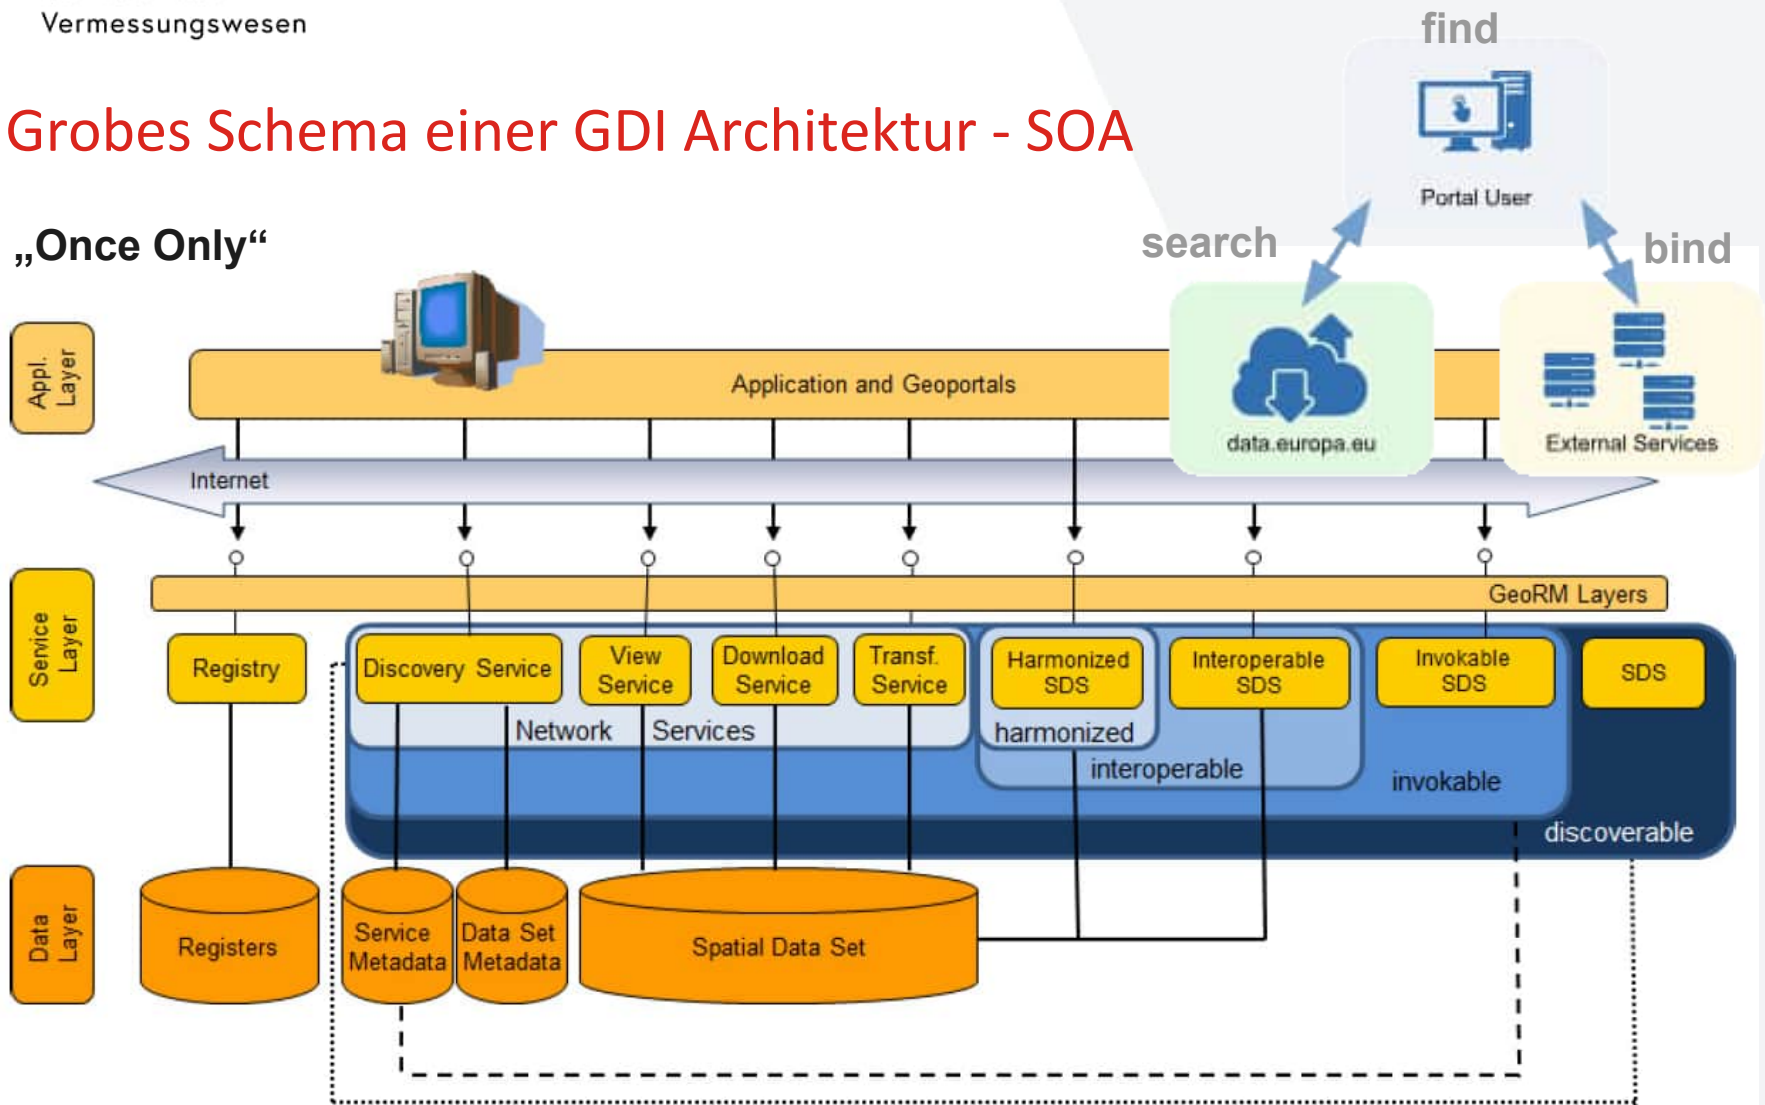 Vermessungswesen
find
Grobes Schema einer GDI Architektur - SOA
Portal User
„Once Only“
search
bind
Appl.
Layer
Application and Geoportals
data.europa.eu
External Services
Internet
GeoRM Layers
Service
Layer
Registry
Discovery Service
View
Service
Download
Service
Transf.
Service
Harmonized
SDS
Interoperable
SDS
Invokable
SDS
SDS
Network Services
harmonized
interoperable
invokable
discoverable
Data
Layer
Registers
Service
Metadata
Data Set
Metadata
Spatial Data Set